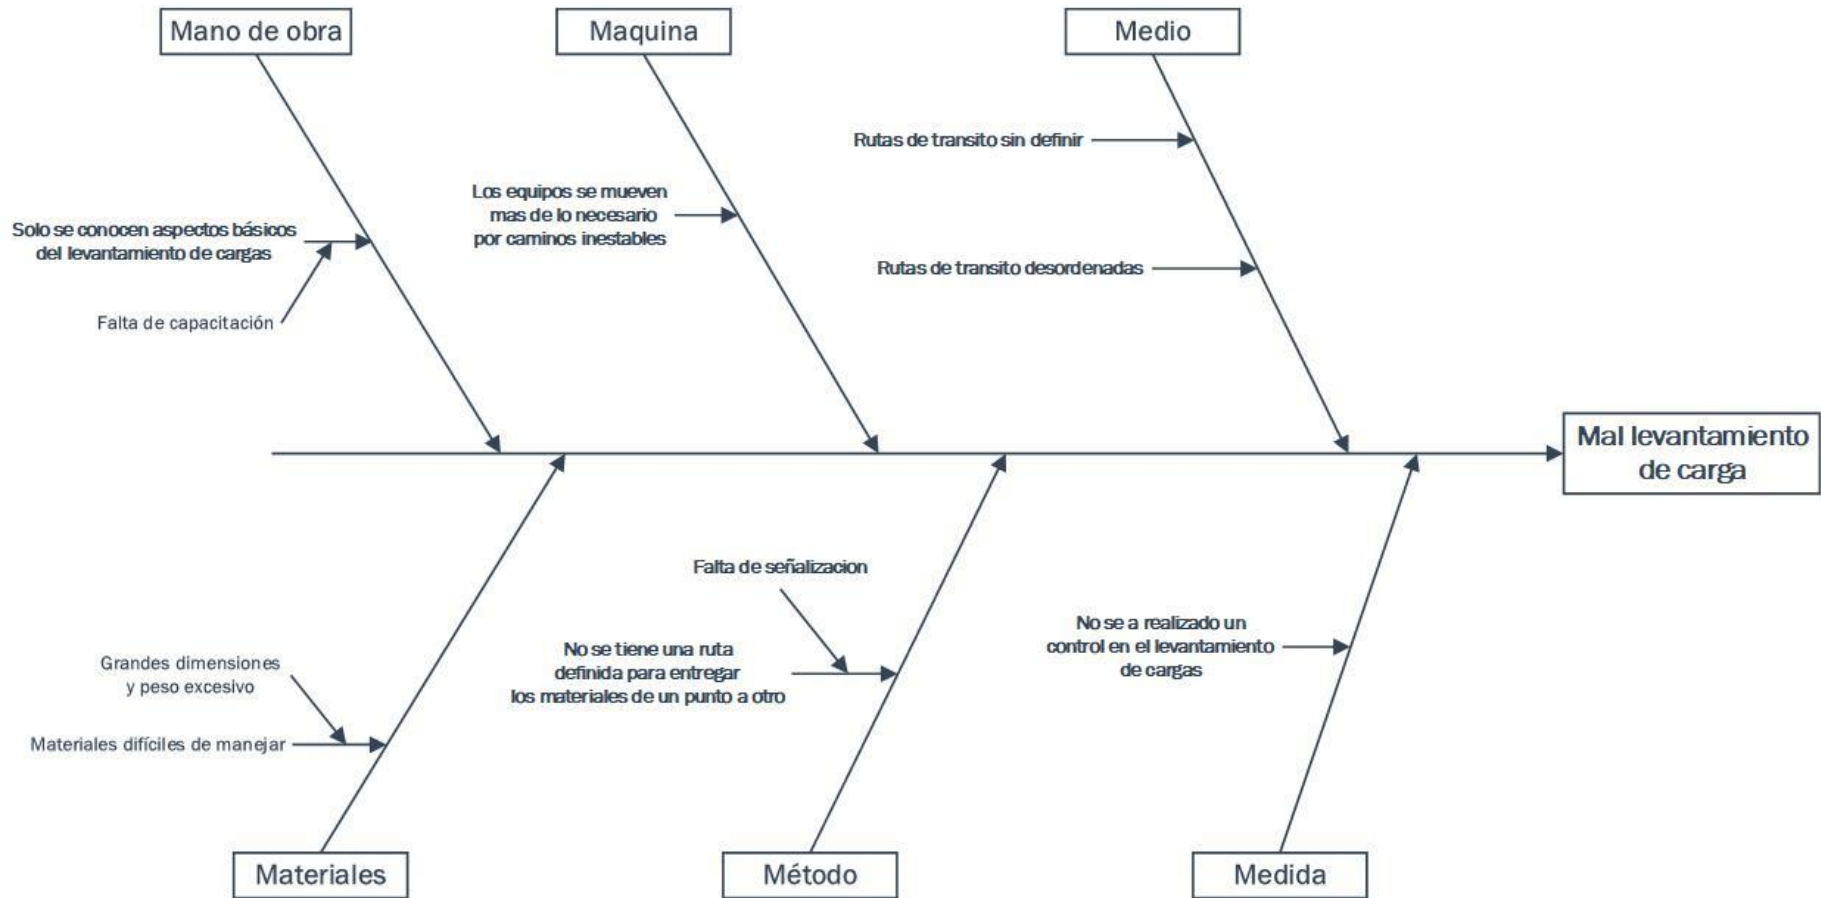 Mano de obra
Maquina
Medio
Rutas de transito sin definir
Los equipos se mueven
mas de lo necesario
por caminos inestables
Solo se conocen aspectos básicos
del levantamiento de cargas
Rutas de transito desordenadas
Falta de capacitación
Mal levantamiento
de carga
Falta de señalizacion
No se a realizado un
control en el levantamiento
de cargas
No se tiene una ruta
definida para entregar
los materiales de un punto a otro
Grandes dimensiones
y peso excesivo
Materiales difíciles de manejar
Materiales
Método
Medida